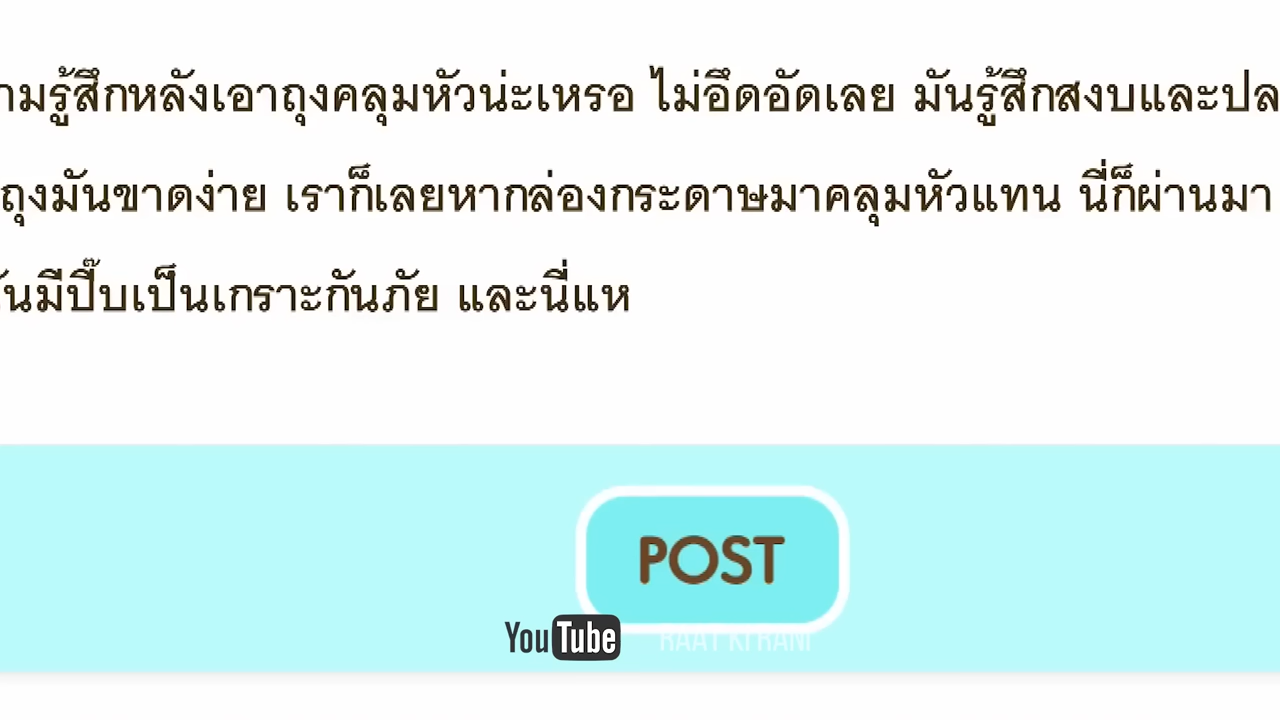 ามรู้สึกหลังเอาถุงคลุมหัวน่ะเหรอ ไม่อึดอัดเลย มันรู้สึกสงบและปล
ถุงมันขาดง่าย เราก็เลยหากล่องกระดาษมาคลุมหัวแทน นี่ก็ผ่านมา
ันมีปี๊บเป็นเกราะกันภัย และนี่แห
POST
YouTube RAAT KI RANI